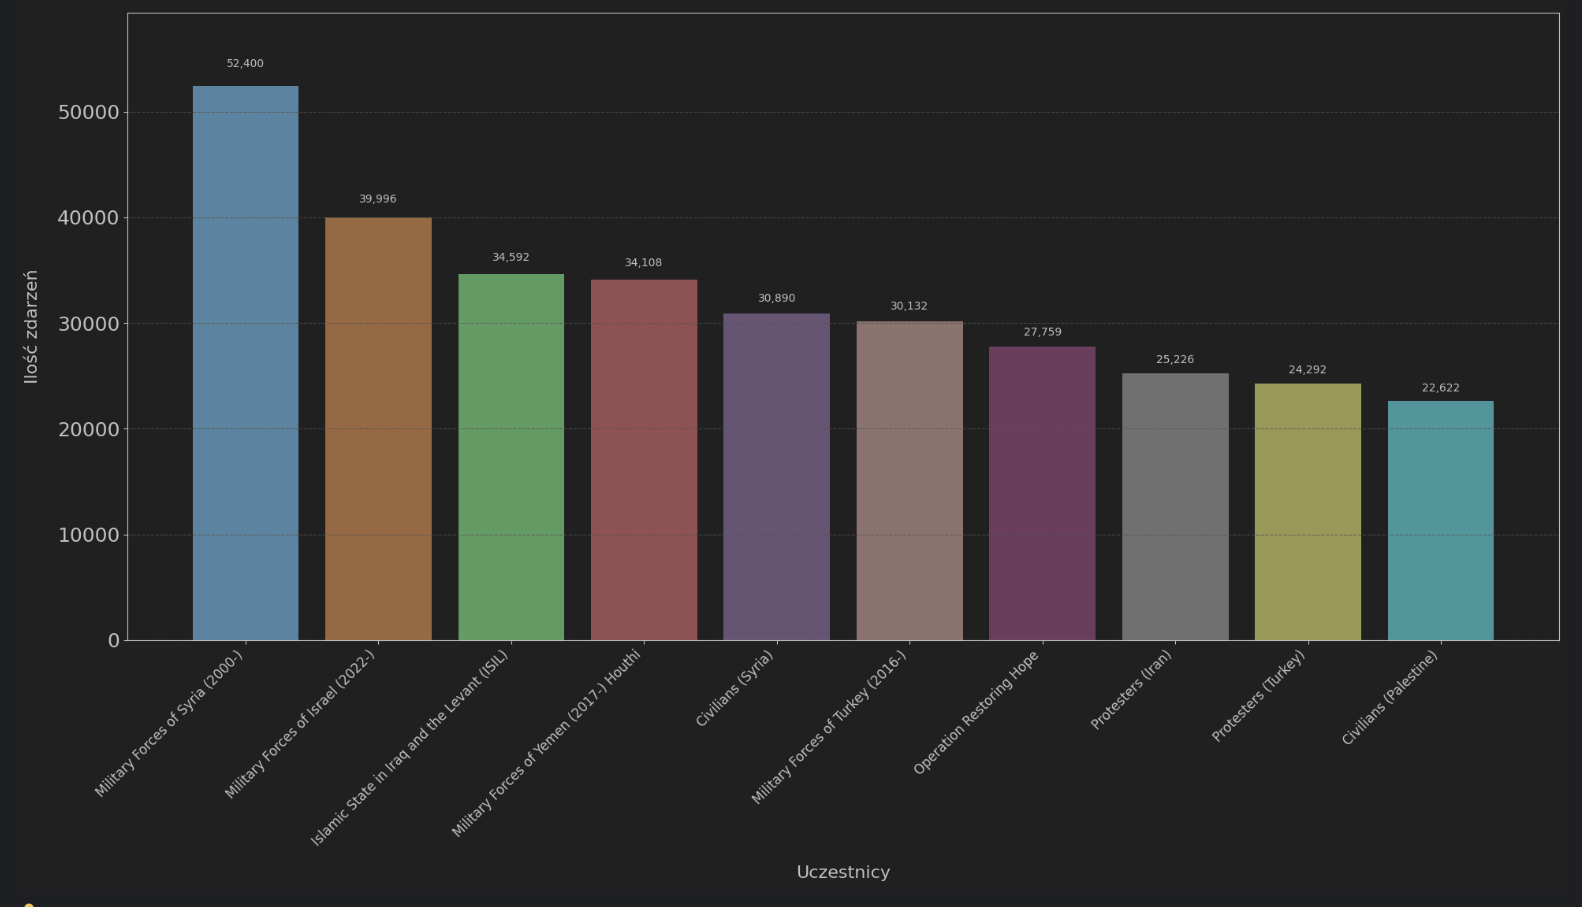 52,400
39,996
34,592
34,108
30,890
30,132
27,759
25,226
24,292
22,622
50000
40000
30000
20000
10000
0
Ilość zdarzeń
Military Forces of Syria (2000-)
Military Forces of Israel (2022-)
Islamic State in Iraq and the Levant (ISIL)
Military Forces of Yemen (2017-) Houthi
Civilians (Syria)
Military Forces of Turkey (2016-)
Operation Restoring Hope
Protesters (Iran)
Protesters (Turkey)
Civilians (Palestine)
Uczestnicy